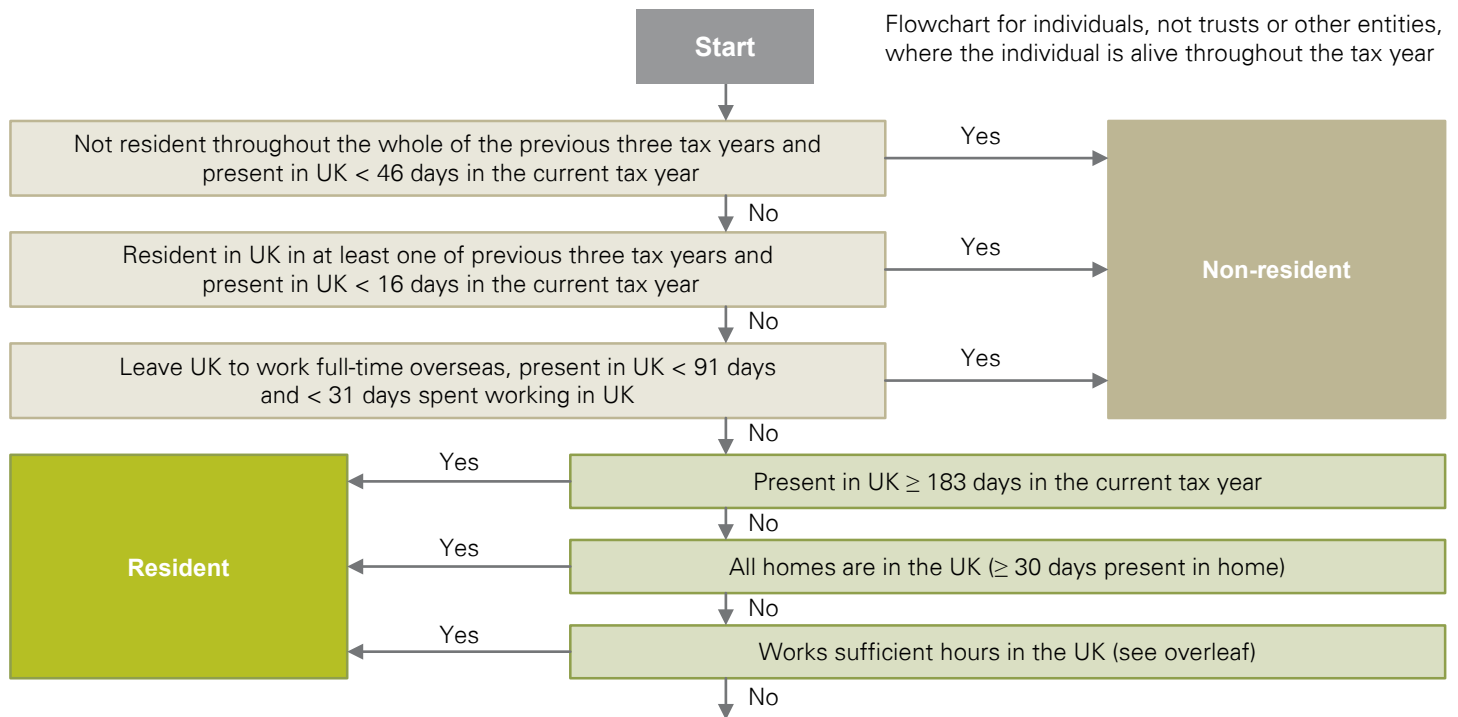 Start
Flowchart for individuals, not trusts or other entities,
where the individual is alive throughout the tax year
Not resident throughout the whole of the previous three tax years and
present in UK < 46 days in the current tax year
Yes
No
Resident in UK in at least one of previous three tax years and
present in UK < 16 days in the current tax year
Yes
Non-resident
No
Leave UK to work full-time overseas, present in UK < 91 days
and < 31 days spent working in UK
Yes
No
Yes
Present in UK ≥ 183 days in the current tax year
No
Resident
Yes
All homes are in the UK (≥ 30 days present in home)
No
Yes
Works sufficient hours in the UK (see overleaf)
No